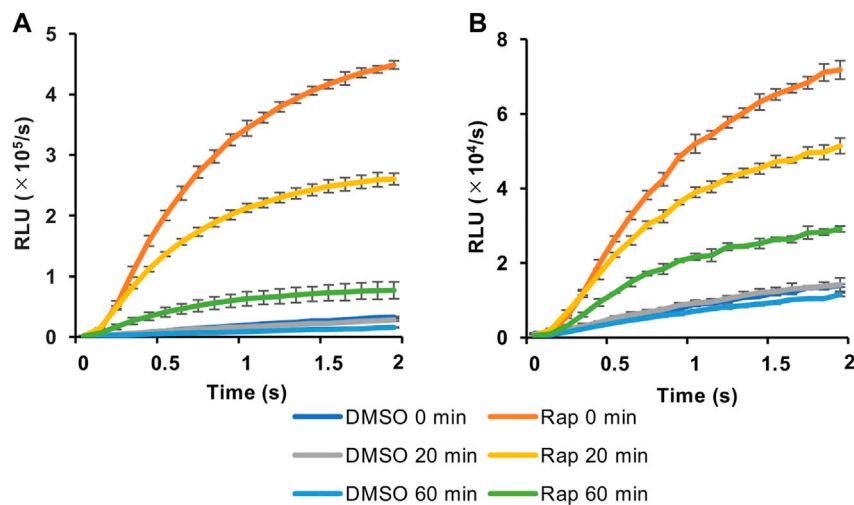 A
B
RLU (×10⁵/s)
5
4
3
2
1
0
0
0.5
1
1.5
2
Time (s)
RLU (×10⁴/s)
8
6
4
2
0
0
0.5
1
1.5
2
Time (s)
DMSO 0 min
Rap 0 min
DMSO 20 min
Rap 20 min
DMSO 60 min
Rap 60 min